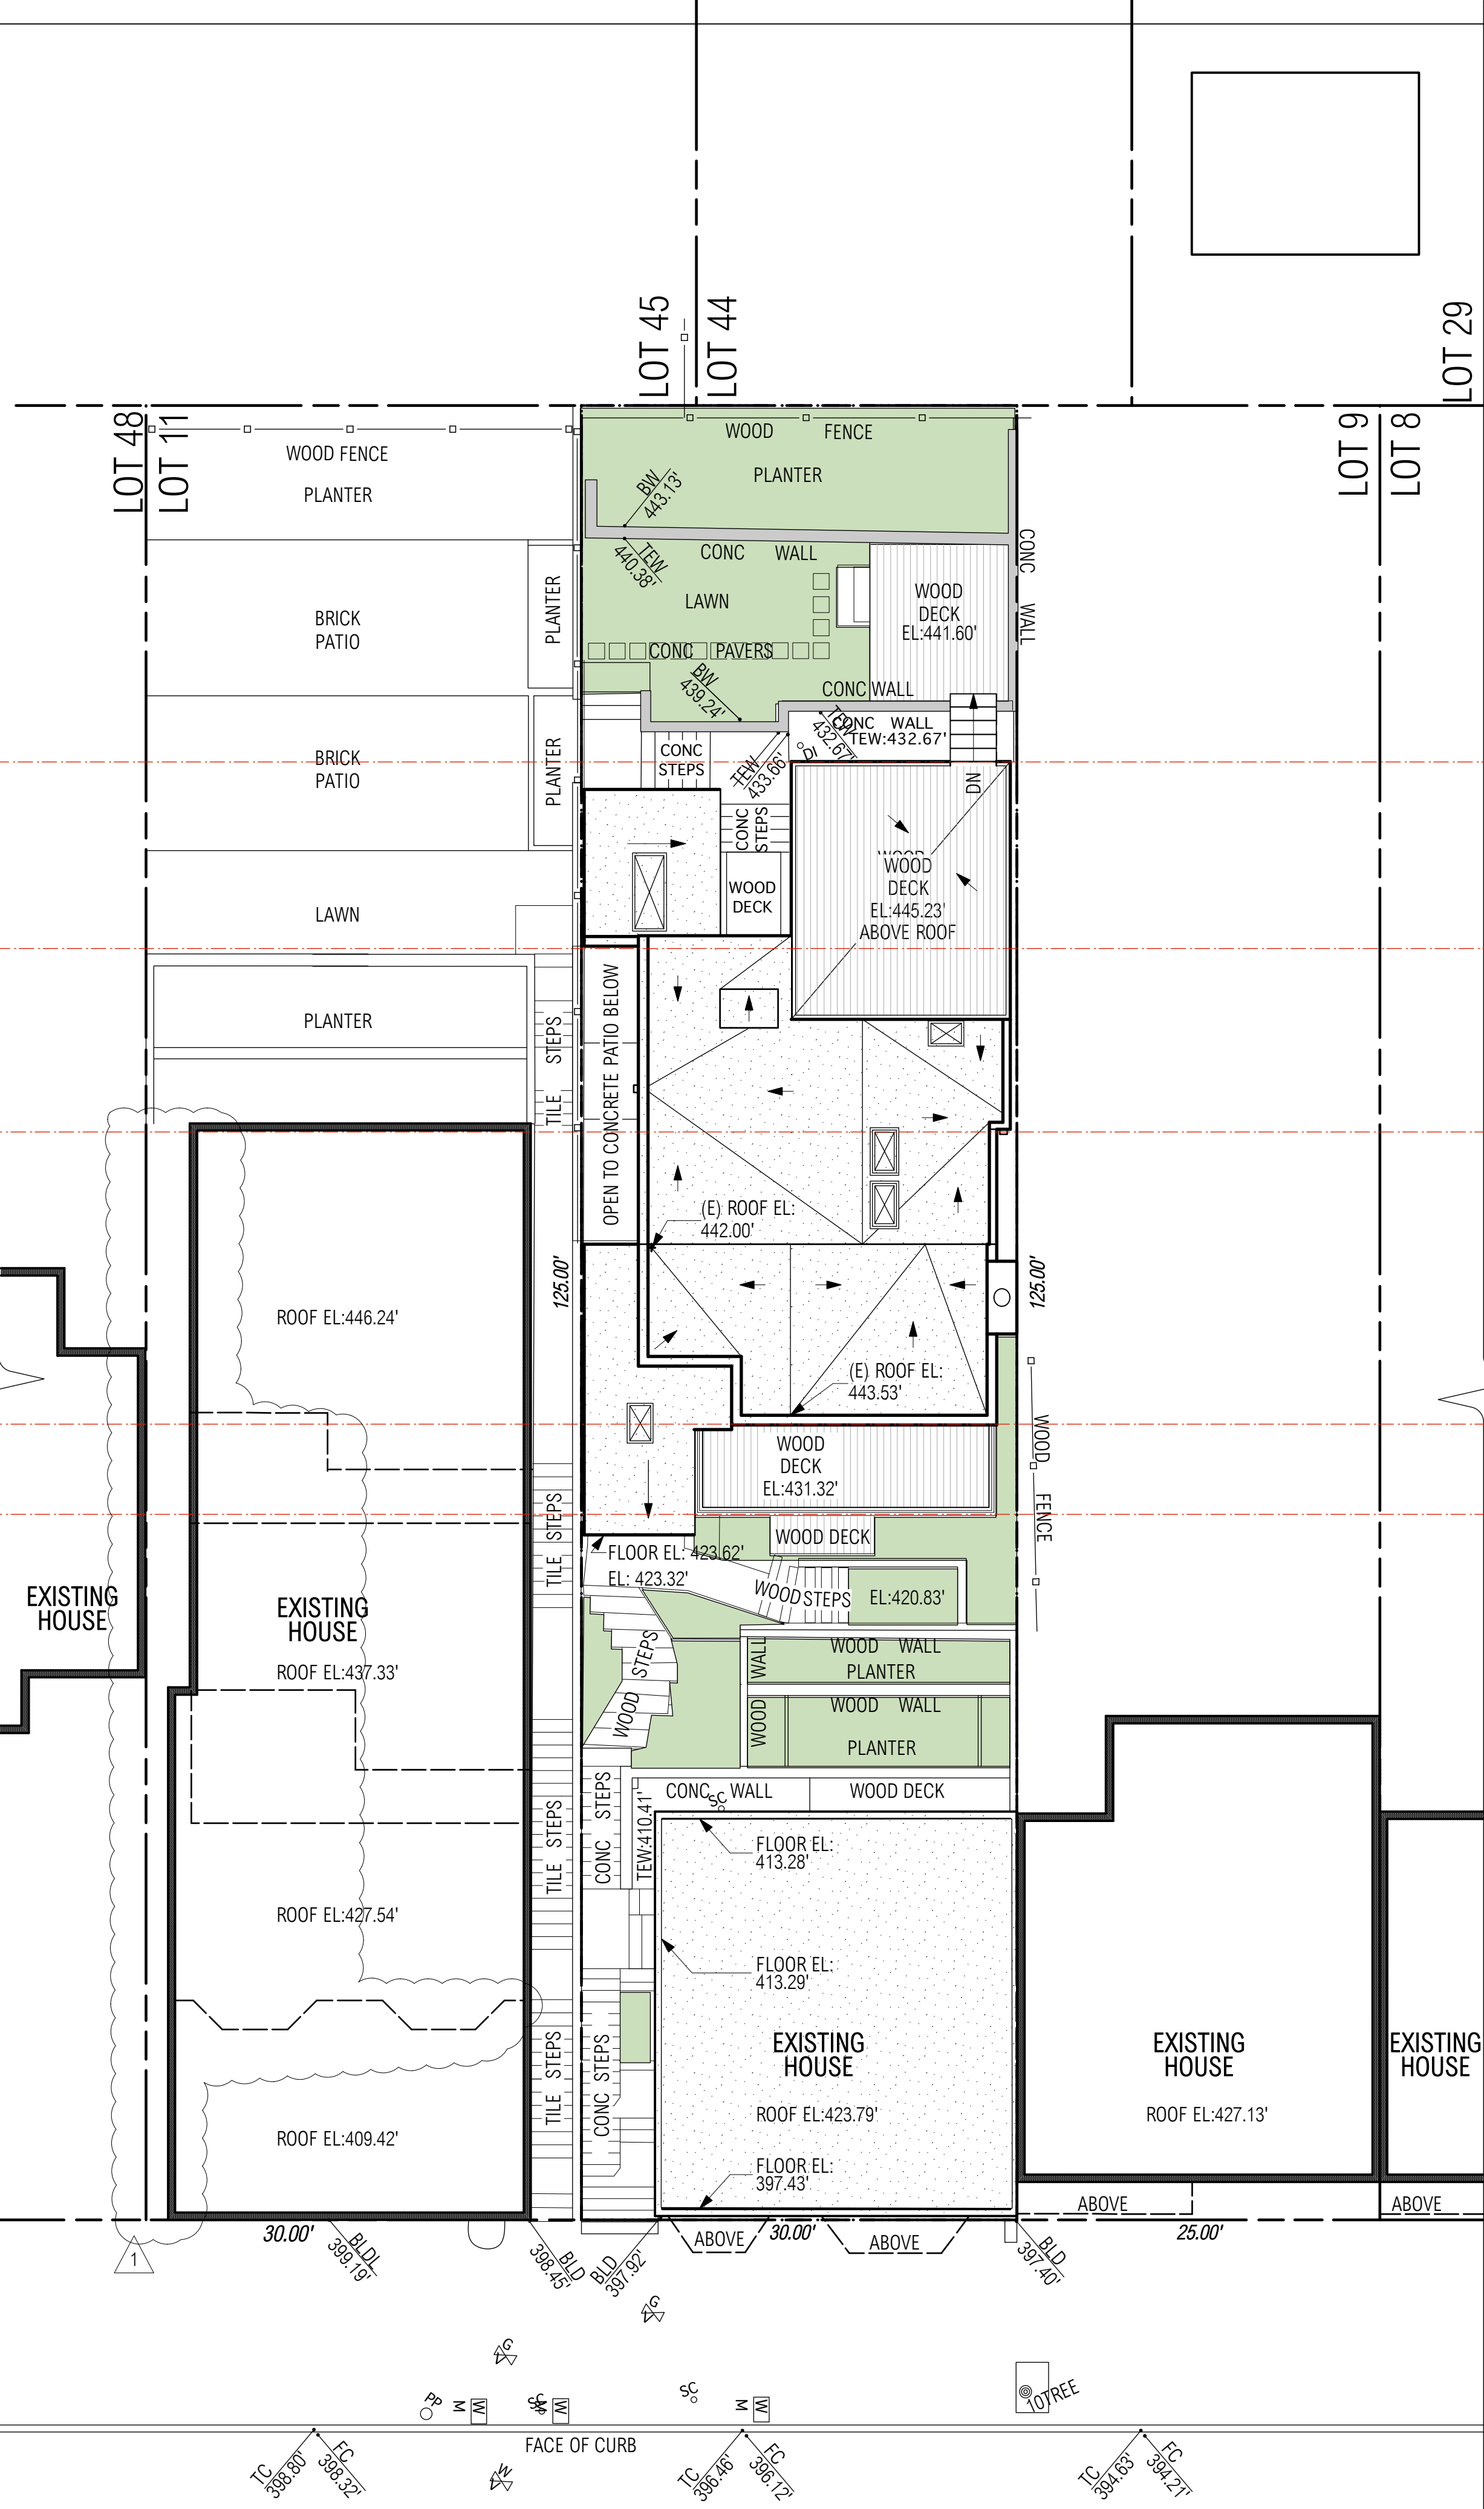 LOT 45
LOT 44
LOT 29
LOT 48
LOT 11
LOT 9
LOT 8
WOOD FENCE
PLANTER
WOOD FENCE
PLANTER
BW
443.13'
TEW
440.38'
CONC WALL
CONC WALL
LAWN
WOOD
DECK
EL:441.60'
BRICK
PATIO
PLANTER
CONC PAVERS
BW
439.24'
CONC WALL
CONC WALL
TEW:432.67'
TEW
432.67'
TEW
433.66'
DI
CONC
STEPS
DN
BRICK
PATIO
PLANTER
CONC
STEPS
WOOD
DECK
WOOD
WOOD
DECK
EL:445.23'
ABOVE ROOF
LAWN
PLANTER
TILE STEPS
OPEN TO CONCRETE PATIO BELOW
(E) ROOF EL:
442.00'
125.00'
125.00'
ROOF EL:446.24'
(E) ROOF EL:
443.53'
WOOD
DECK
EL:431.32'
WOOD FENCE
WOOD DECK
TILE STEPS
FLOOR EL: 423.62'
EL: 423.32'
WOOD STEPS
EL:420.83'
EXISTING
HOUSE
EXISTING
HOUSE
ROOF EL:437.33'
WOOD STEPS
WOOD WALL
WOOD WALL
PLANTER
WOOD WALL
PLANTER
CONC WALL
WOOD DECK
SC
TILE STEPS
CONC STEPS
TEW:410.41'
FLOOR EL:
413.28'
ROOF EL:427.54'
FLOOR EL:
413.29'
TILE STEPS
CONC STEPS
EXISTING
HOUSE
EXISTING
HOUSE
EXISTING
HOUSE
ROOF EL:423.79'
ROOF EL:427.13'
ROOF EL:409.42'
FLOOR EL:
397.43'
ABOVE
ABOVE
30.00'
ABOVE
30.00'
ABOVE
25.00'
1
BLDL
399.19'
BLD
398.45'
BLD
397.92'
BLD
397.40'
G
G
PP
W
M
SC
W
M
SC
W
M
10TREE
FACE OF CURB
W
TC
398.80'
FC
398.32'
TC
396.46'
FC
396.12'
TC
394.63'
FC
394.21'